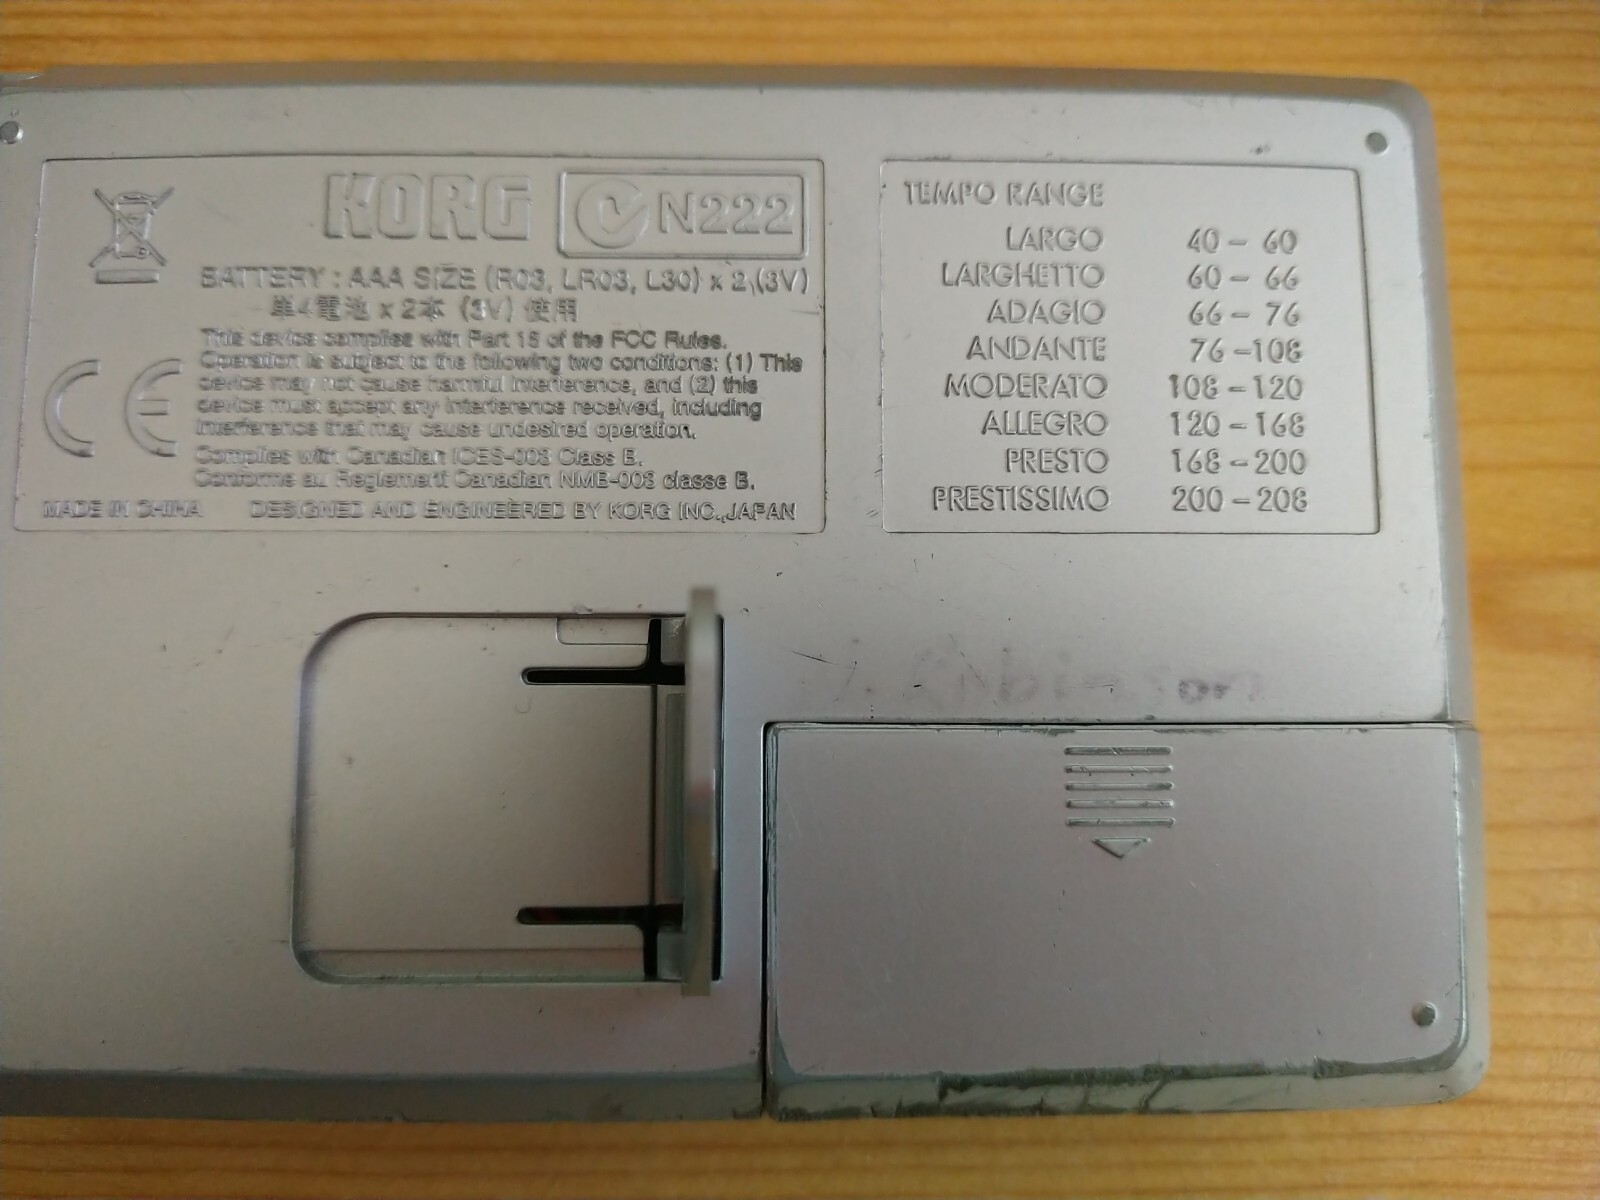 KORG N222
BATTERY : AAA SIZE (R03, LR03, L30) x 2 (3V)
単4電池 x 2本 (3V) 使用
This device complies with Part 15 of the FCC Rules.
Operation is subject to the following two conditions: (1) This
device may not cause harmful interference, and (2) this
device must accept any interference received, including
interference that may cause undesired operation.
Complies with Canadian ICES-003 Class B.
Conforme au Reglement Canadian NMB-003 classe B.
MADE IN CHINA DESIGNED AND ENGINEERED BY KORG INC.,JAPAN
CE
TEMPO RANGE
LARGO 40 – 60
LARGHETTO 60 – 66
ADAGIO 66 – 76
ANDANTE 76 –108
MODERATO 108 – 120
ALLEGRO 120 – 168
PRESTO 168 – 200
PRESTISSIMO 200 – 208